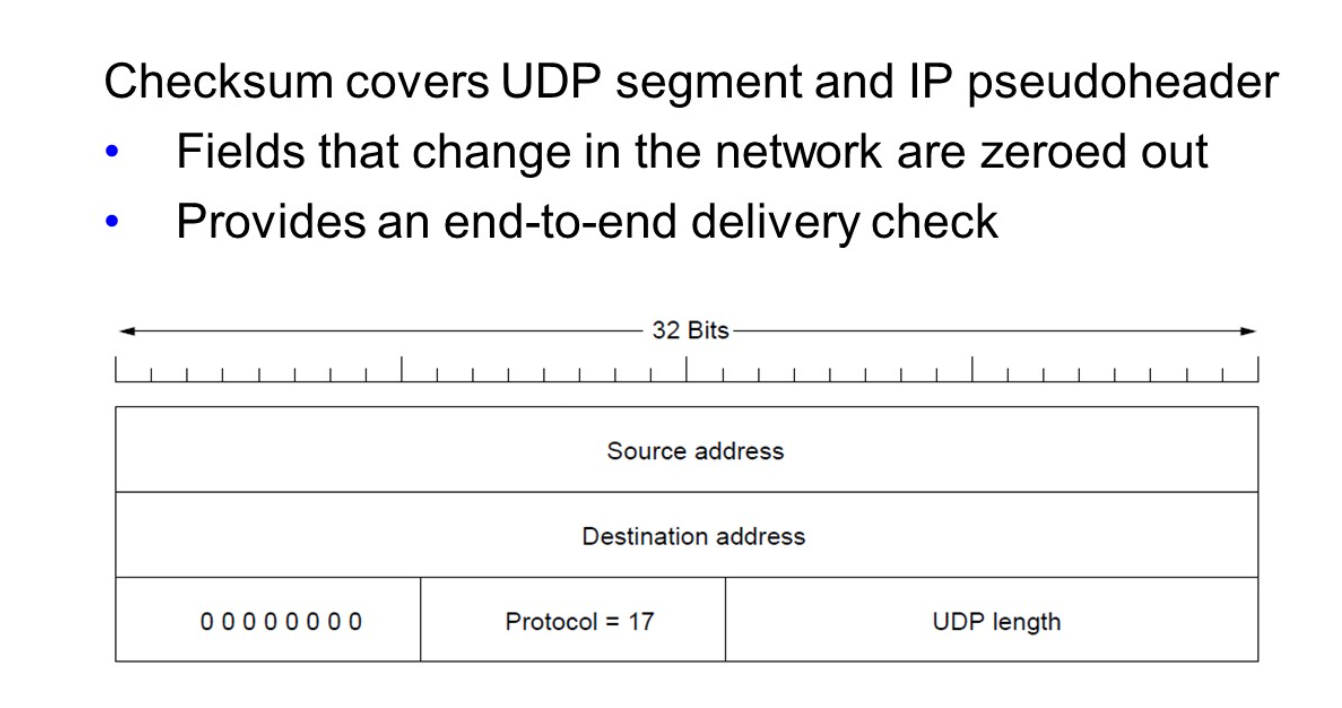 Checksum covers UDP segment and IP pseudoheader
• Fields that change in the network are zeroed out
• Provides an end-to-end delivery check
32 Bits
Source address
Destination address
0 0 0 0 0 0 0 0 Protocol = 17 UDP length